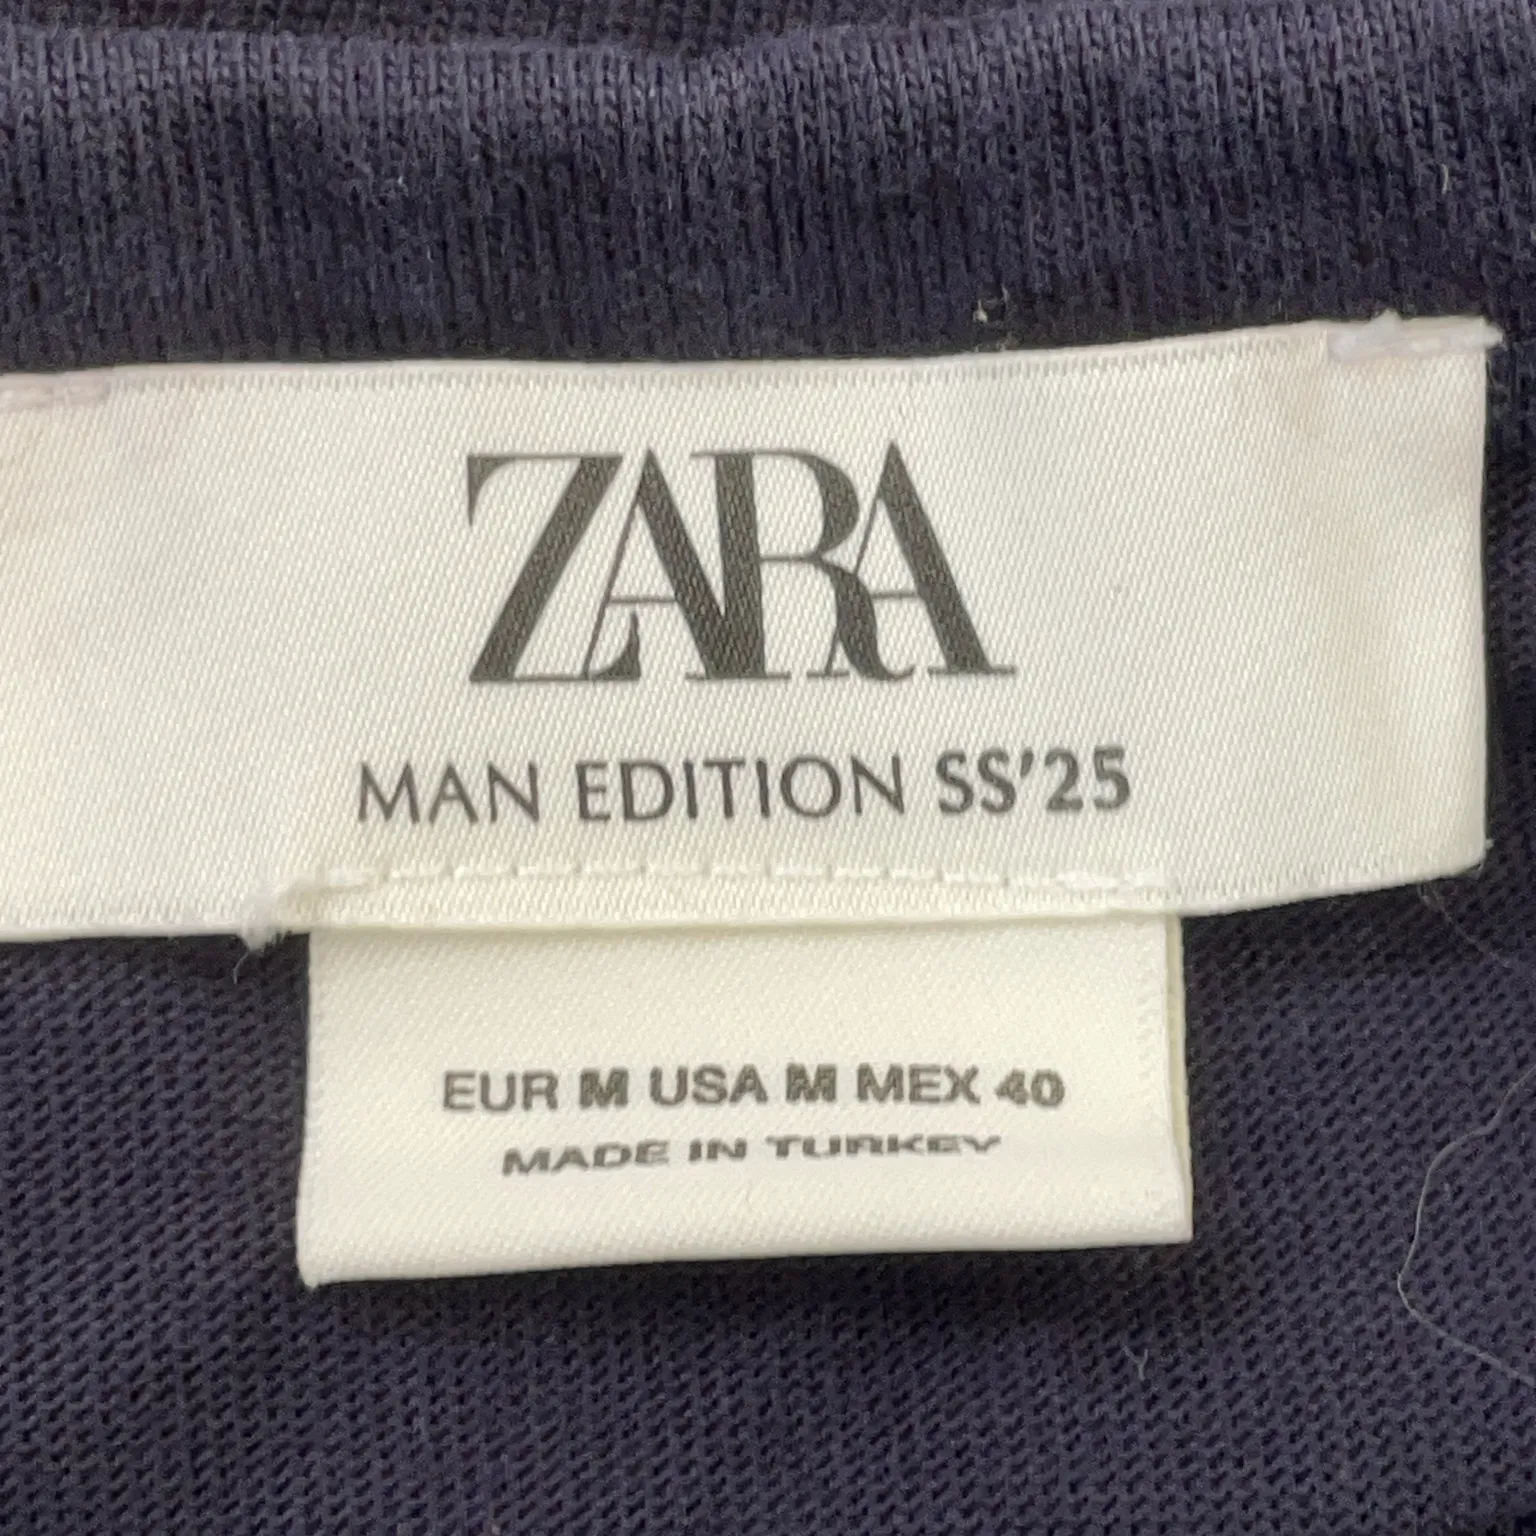 ZARA
MAN EDITION SS'25
EUR M USA M MEX 40
MADE IN TURKEY